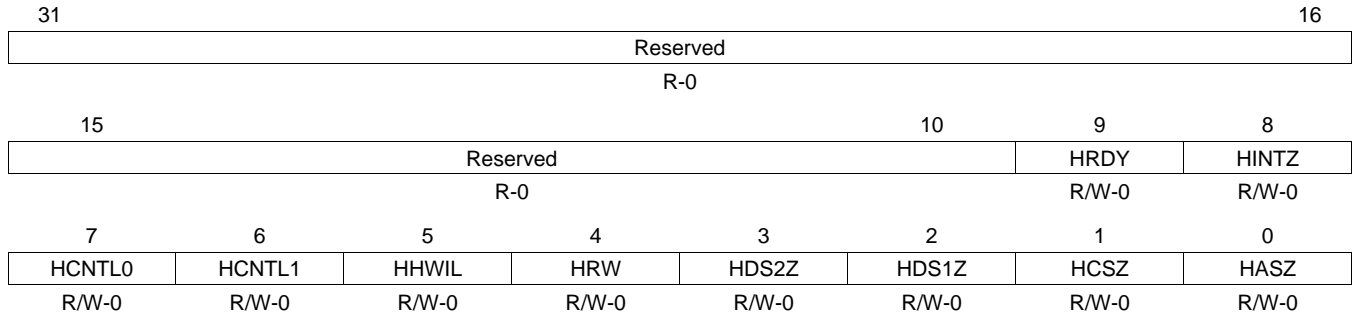 31 16
Reserved
R-0
15 10 9 8
Reserved HRDY HINTZ
R-0 R/W-0 R/W-0
7 6 5 4 3 2 1 0
HCNTL0 HCNTL1 HHWIL HRW HDS2Z HDS1Z HCSZ HASZ
R/W-0 R/W-0 R/W-0 R/W-0 R/W-0 R/W-0 R/W-0 R/W-0